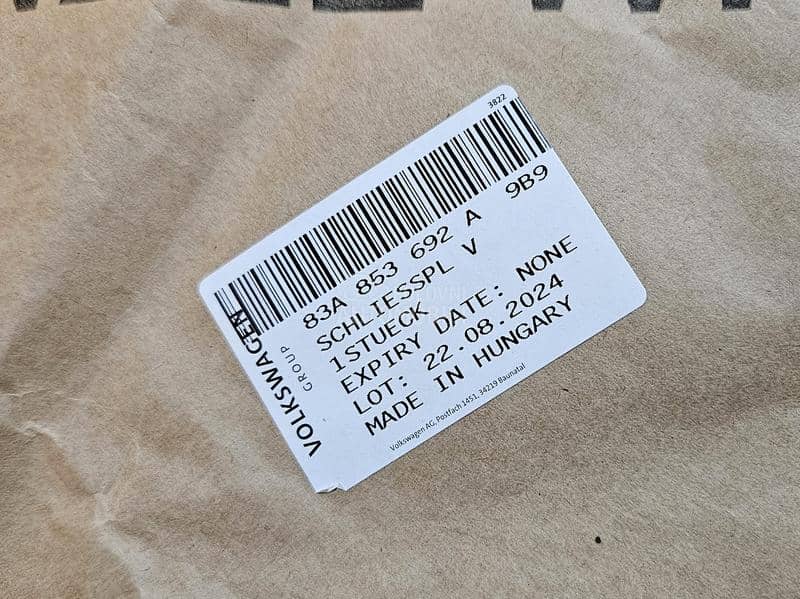 3822
83A 853 692 A 9B9
SCHLIESSPL V
1STUECK
EXPIRY DATE: NONE
LOT: 22.08.2024
MADE IN HUNGARY
Volkswagen AG, Postfach 1451, 34219 Baunatal
VOLKSWAGEN
GROUP